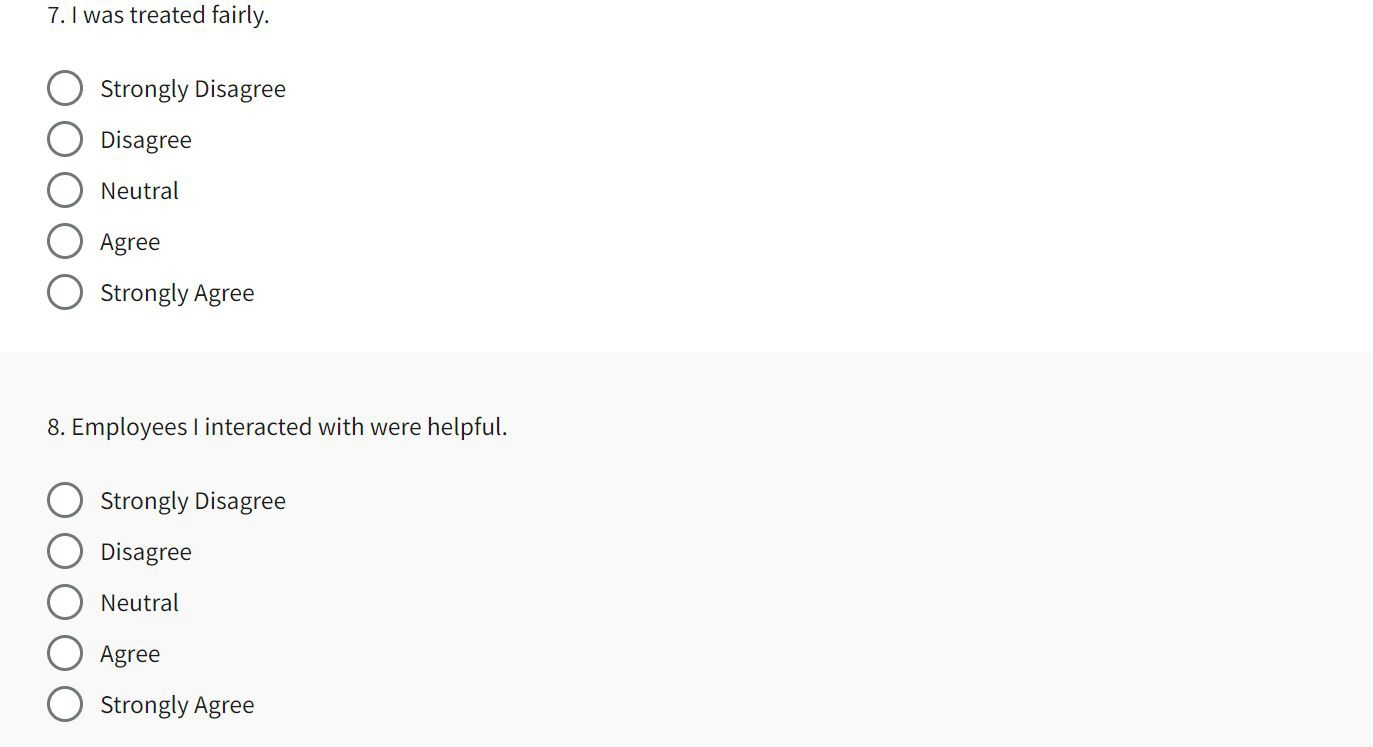 7. I was treated fairly.
Strongly Disagree
Disagree
Neutral
Agree
Strongly Agree
8. Employees I interacted with were helpful.
Strongly Disagree
Disagree
Neutral
Agree
Strongly Agree